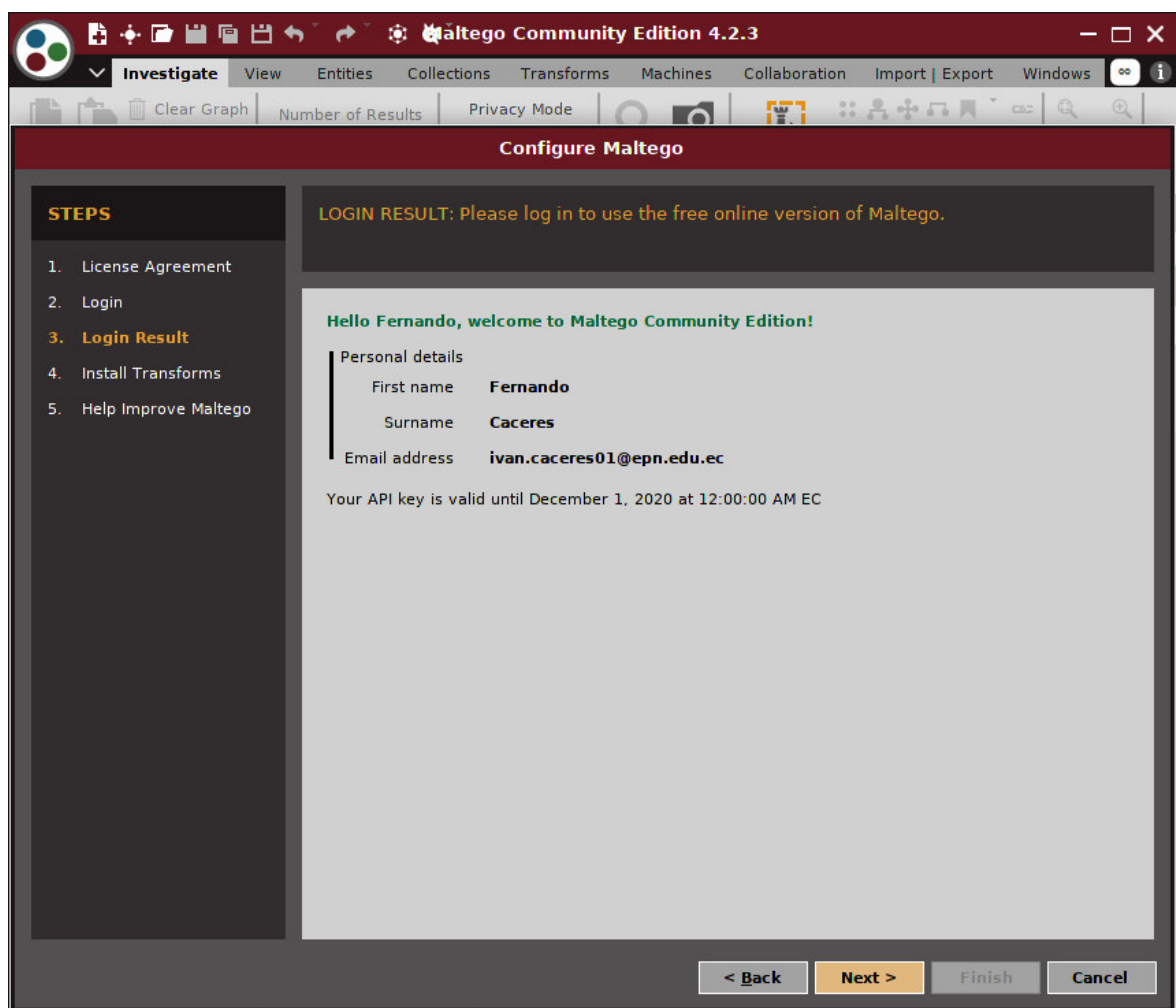 Maltego Community Edition 4.2.3
Investigate View Entities Collections Transforms Machines Collaboration Import | Export Windows
Clear Graph Number of Results Privacy Mode
Configure Maltego
STEPS
LOGIN RESULT: Please log in to use the free online version of Maltego.
1. License Agreement
2. Login
3. Login Result
4. Install Transforms
5. Help Improve Maltego
Hello Fernando, welcome to Maltego Community Edition!
Personal details
First name Fernando
Surname Caceres
Email address ivan.caceres01@epn.edu.ec
Your API key is valid until December 1, 2020 at 12:00:00 AM EC
< Back Next > Finish Cancel